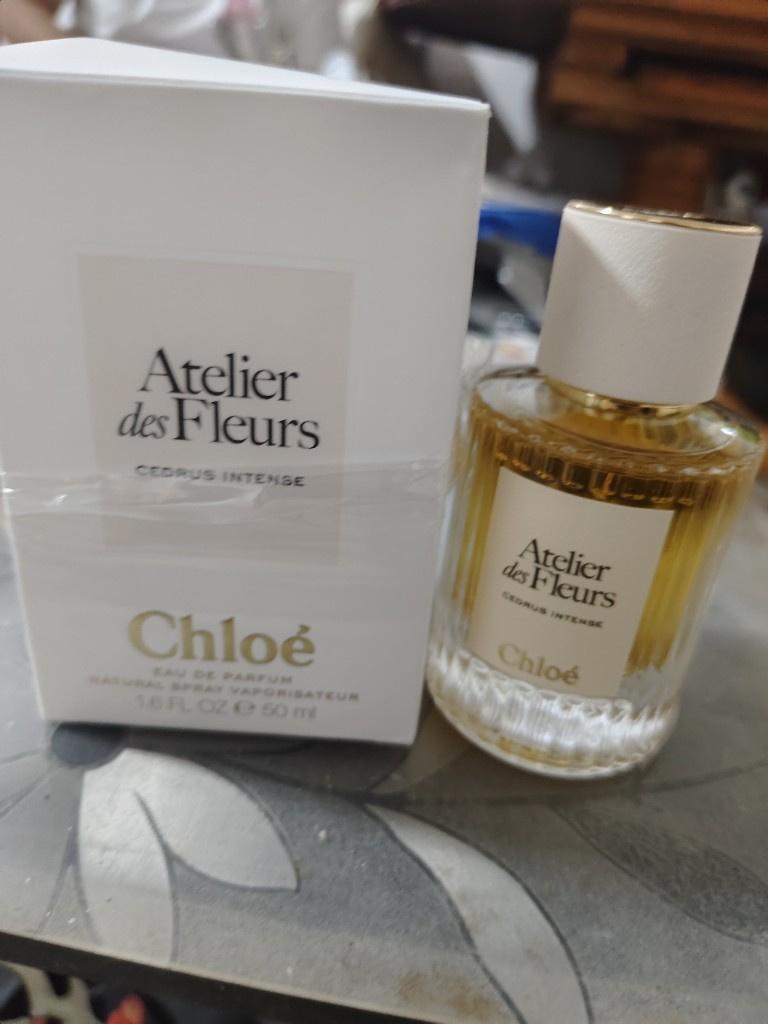 Atelier
des Fleurs
CEDRUS INTENSE
Chloé
EAU DE PARFUM
NATURAL SPRAY VAPORISATEUR
1.6 FL. OZ ℮ 50 ml
Atelier
des Fleurs
CEDRUS INTENSE
Chloé